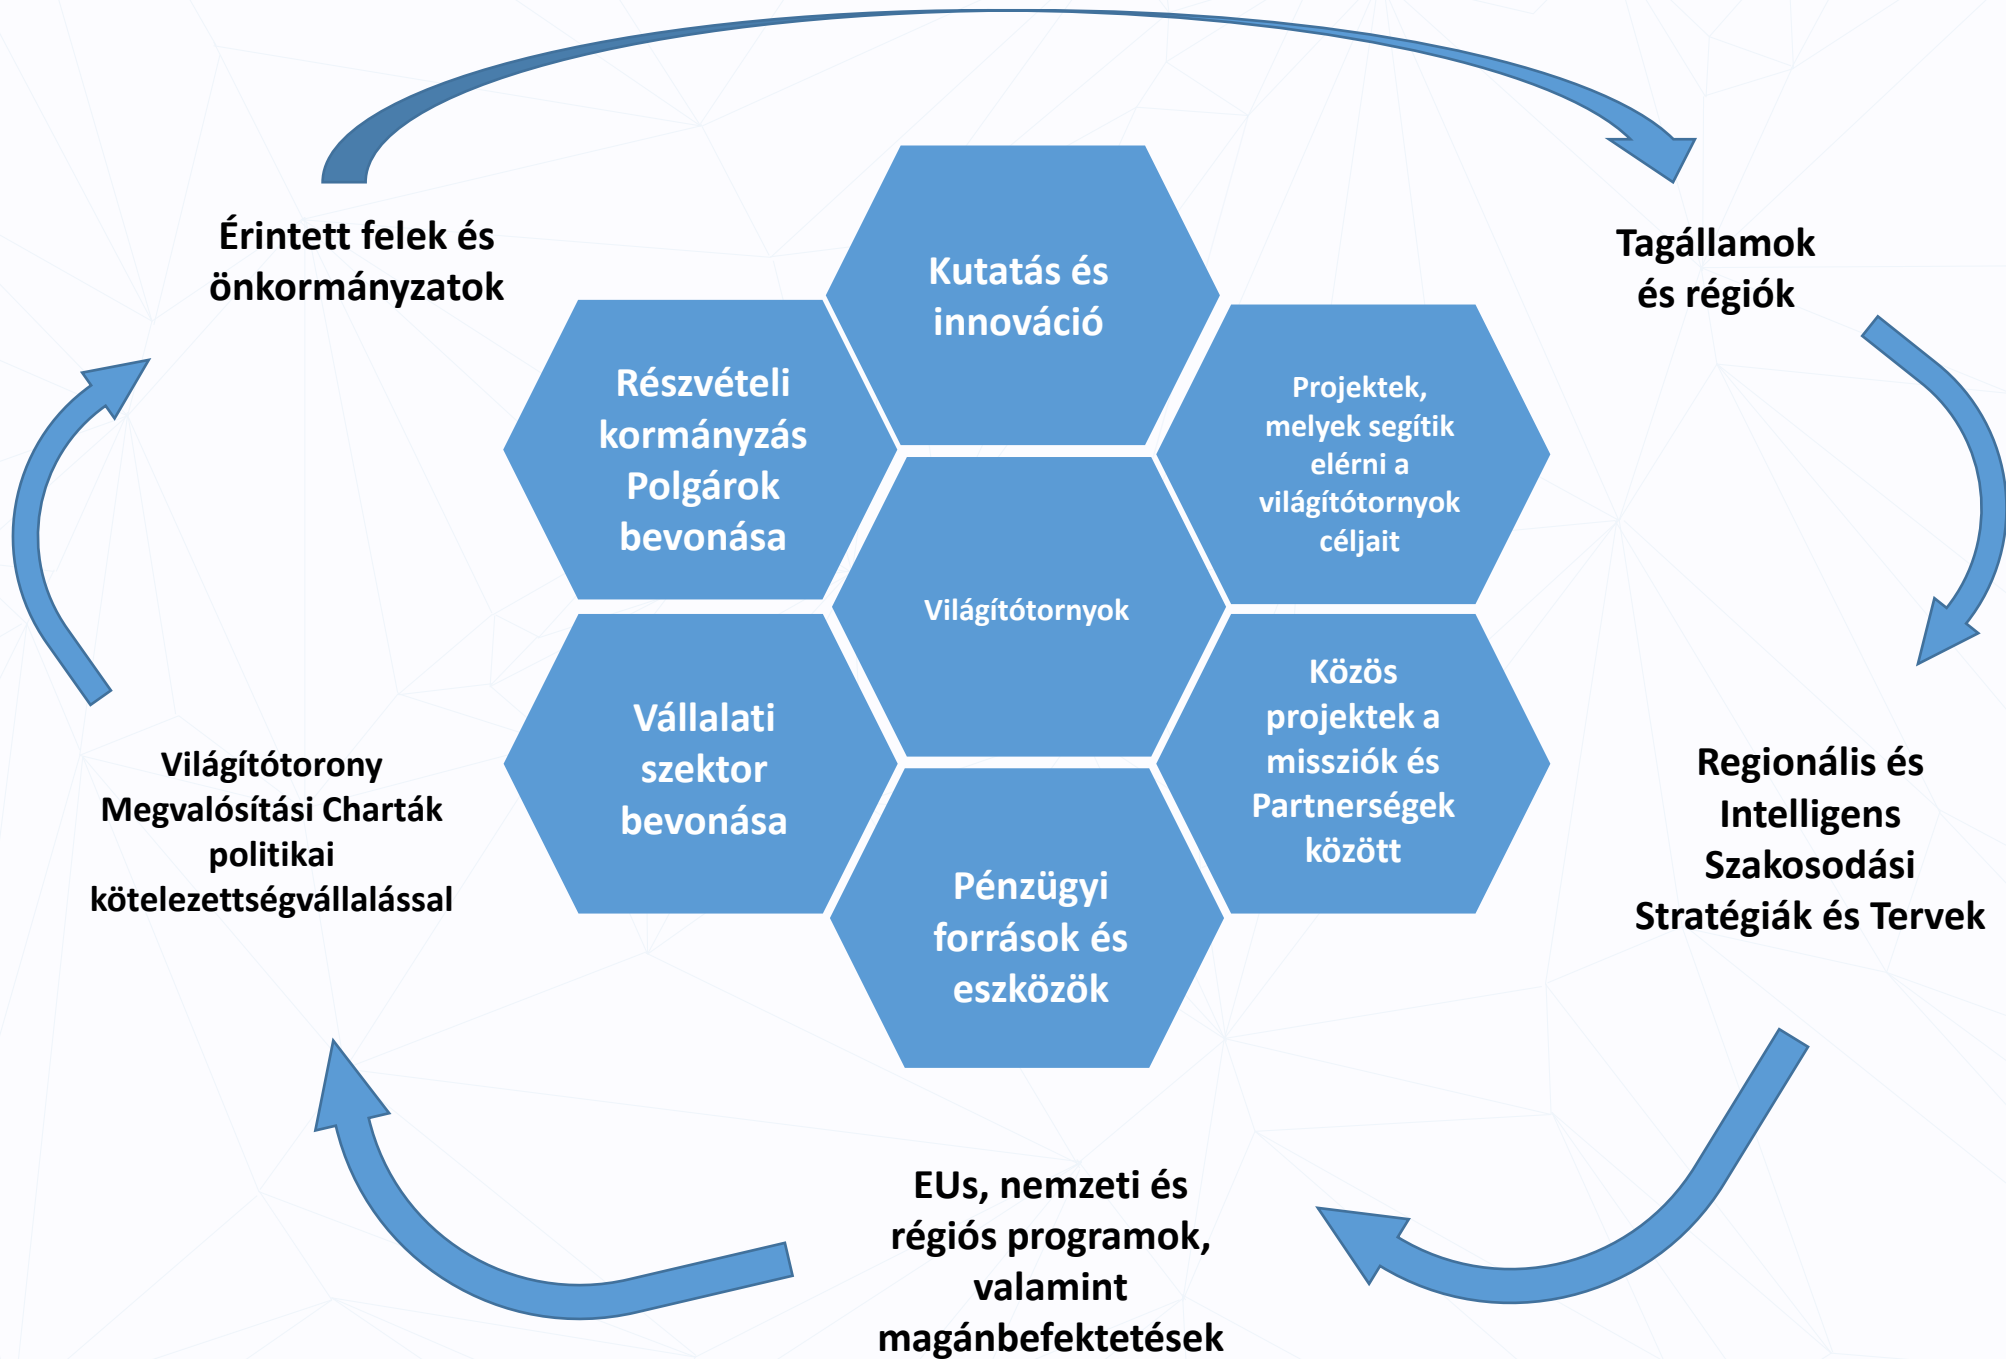 Érintett felek és
önkormányzatok
Tagállamok
és régiók
Kutatás és
innováció
Részvételi
kormányzás
Polgárok
bevonása
Projektek,
melyek segítik
elérni a
világítótornyok
céljait
Világítótornyok
Vállalati
szektor
bevonása
Közös
projektek a
missziók és
Partnerségek
között
Pénzügyi
források és
eszközök
Világítótorony
Megvalósítási Charták
politikai
kötelezettségvállalással
Regionális és
Intelligens
Szakosodási
Stratégiák és Tervek
EUs, nemzeti és
régiós programok,
valamint
magánbefektetések